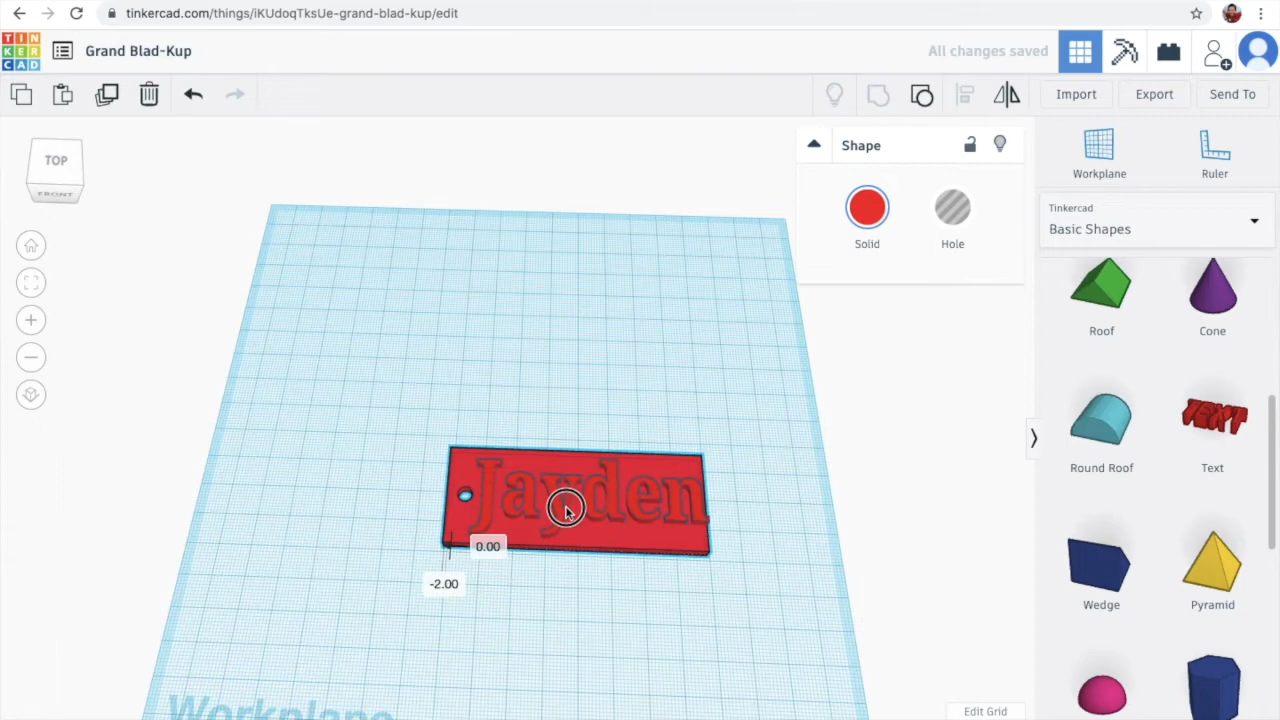 tinkercad.com/things/iKUdoqTksUe-grand-blad-kup/edit
TIN
KER
CAD
Grand Blad-Kup
All changes saved
Import
Export
Send To
TOP
FRONT
Shape
Solid
Hole
Workplane
Ruler
Tinkercad
Basic Shapes
Roof
Cone
Round Roof
TEXT
Text
Wedge
Pyramid
Jayden
0.00
-2.00
Workplane
Edit Grid